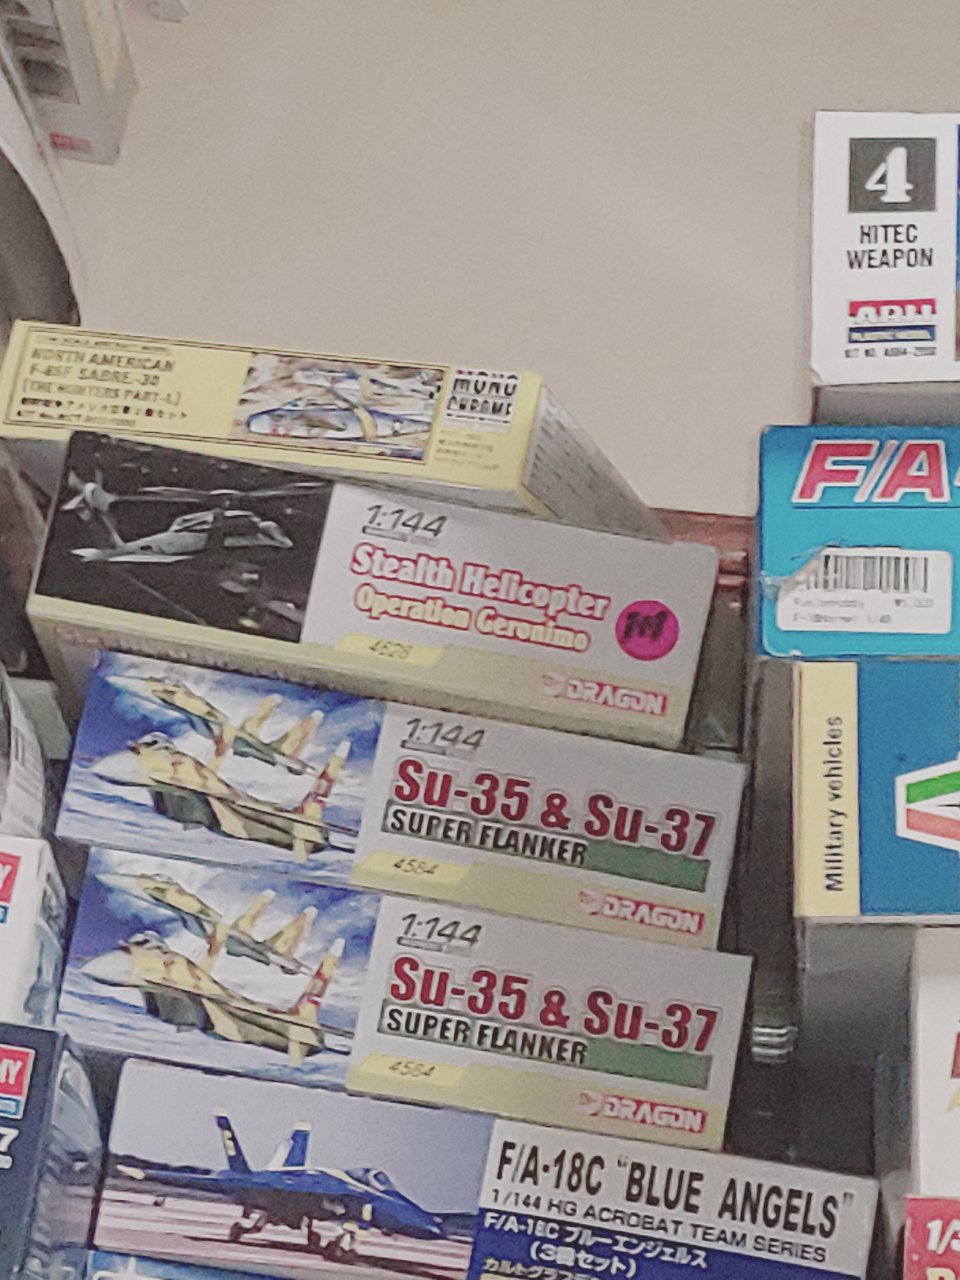 4
HITEC
WEAPON
ARII
PLASTIC MODEL
NORTH AMERICAN
F-86F SABRE-30
(THE HUNTERS PART-1.)
MONO
CHROME
F/A
1:144
Stealth Helicopter
Operation Geronimo
4628
DRAGON
1:144
Su-35 & Su-37
SUPER FLANKER
4584
DRAGON
Military vehicles
1:144
Su-35 & Su-37
SUPER FLANKER
4584
DRAGON
F/A-18C "BLUE ANGELS"
1/144 HG ACROBAT TEAM SERIES
F/A-18C ブルーエンジェルス
(3機セット)